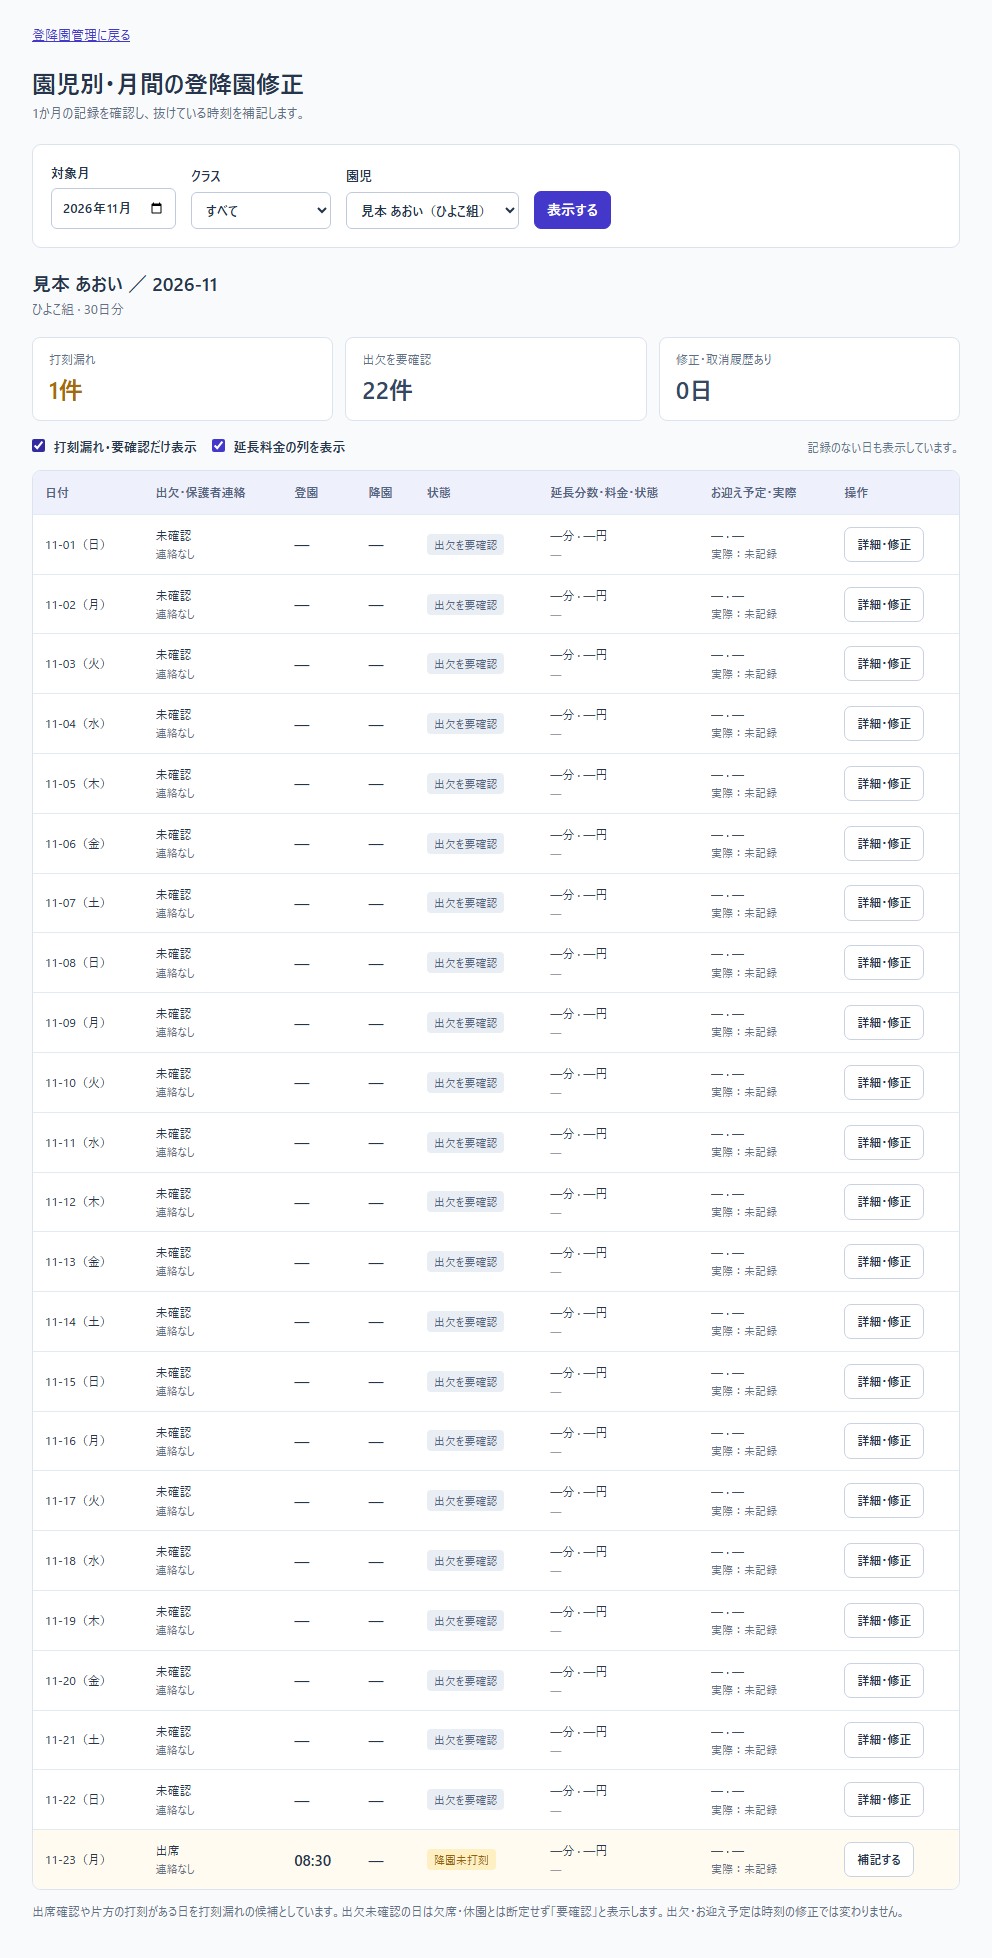 登降園管理に戻る
園児別・月間の登降園修正
1か月の記録を確認し、抜けている時刻を補記します。
対象月 クラス 園児
2026年11月 すべて 見本 あおい（ひよこ組） 表示する
見本 あおい ／ 2026-11
ひよこ組 · 30日分
打刻漏れ 出欠を要確認 修正・取消履歴あり
1件 22件 0日
打刻漏れ・要確認だけ表示 延長料金の列を表示 記録のない日も表示しています。
日付 出欠・保護者連絡 登園 降園 状態 延長分数・料金・状態 お迎え予定・実際 操作
11-01（日） 未確認 — — 出欠を要確認 —分 · —円 — · — 詳細・修正
連絡なし — 実際：未記録
11-02（月） 未確認 — — 出欠を要確認 —分 · —円 — · — 詳細・修正
連絡なし — 実際：未記録
11-03（火） 未確認 — — 出欠を要確認 —分 · —円 — · — 詳細・修正
連絡なし — 実際：未記録
11-04（水） 未確認 — — 出欠を要確認 —分 · —円 — · — 詳細・修正
連絡なし — 実際：未記録
11-05（木） 未確認 — — 出欠を要確認 —分 · —円 — · — 詳細・修正
連絡なし — 実際：未記録
11-06（金） 未確認 — — 出欠を要確認 —分 · —円 — · — 詳細・修正
連絡なし — 実際：未記録
11-07（土） 未確認 — — 出欠を要確認 —分 · —円 — · — 詳細・修正
連絡なし — 実際：未記録
11-08（日） 未確認 — — 出欠を要確認 —分 · —円 — · — 詳細・修正
連絡なし — 実際：未記録
11-09（月） 未確認 — — 出欠を要確認 —分 · —円 — · — 詳細・修正
連絡なし — 実際：未記録
11-10（火） 未確認 — — 出欠を要確認 —分 · —円 — · — 詳細・修正
連絡なし — 実際：未記録
11-11（水） 未確認 — — 出欠を要確認 —分 · —円 — · — 詳細・修正
連絡なし — 実際：未記録
11-12（木） 未確認 — — 出欠を要確認 —分 · —円 — · — 詳細・修正
連絡なし — 実際：未記録
11-13（金） 未確認 — — 出欠を要確認 —分 · —円 — · — 詳細・修正
連絡なし — 実際：未記録
11-14（土） 未確認 — — 出欠を要確認 —分 · —円 — · — 詳細・修正
連絡なし — 実際：未記録
11-15（日） 未確認 — — 出欠を要確認 —分 · —円 — · — 詳細・修正
連絡なし — 実際：未記録
11-16（月） 未確認 — — 出欠を要確認 —分 · —円 — · — 詳細・修正
連絡なし — 実際：未記録
11-17（火） 未確認 — — 出欠を要確認 —分 · —円 — · — 詳細・修正
連絡なし — 実際：未記録
11-18（水） 未確認 — — 出欠を要確認 —分 · —円 — · — 詳細・修正
連絡なし — 実際：未記録
11-19（木） 未確認 — — 出欠を要確認 —分 · —円 — · — 詳細・修正
連絡なし — 実際：未記録
11-20（金） 未確認 — — 出欠を要確認 —分 · —円 — · — 詳細・修正
連絡なし — 実際：未記録
11-21（土） 未確認 — — 出欠を要確認 —分 · —円 — · — 詳細・修正
連絡なし — 実際：未記録
11-22（日） 未確認 — — 出欠を要確認 —分 · —円 — · — 詳細・修正
連絡なし — 実際：未記録
11-23（月） 出席 08:30 — 降園未打刻 —分 · —円 — · — 補記する
連絡なし — 実際：未記録
出席確認や片方の打刻がある日を打刻漏れの候補としています。出欠未確認の日は欠席・休園とは断定せず「要確認」と表示します。出欠・お迎え予定は時刻の修正では変わりません。